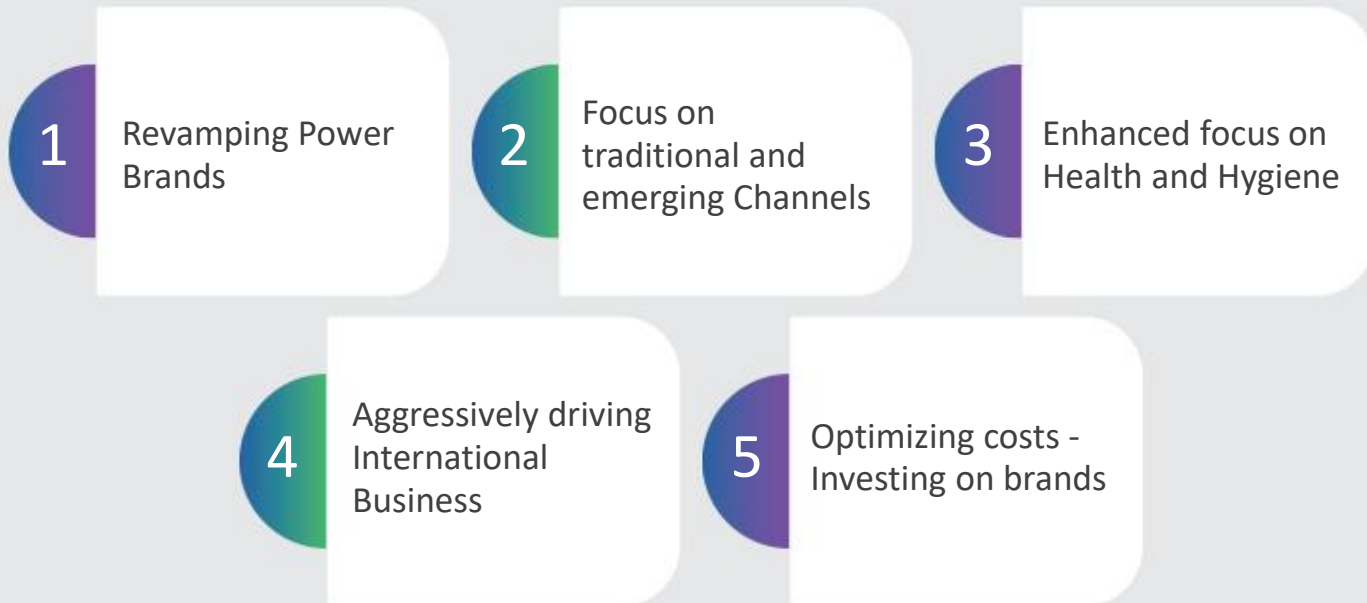 1
Revamping Power
Brands
2
Focus on
traditional and
emerging Channels
3
Enhanced focus on
Health and Hygiene
4
Aggressively driving
International
Business
5
Optimizing costs -
Investing on brands